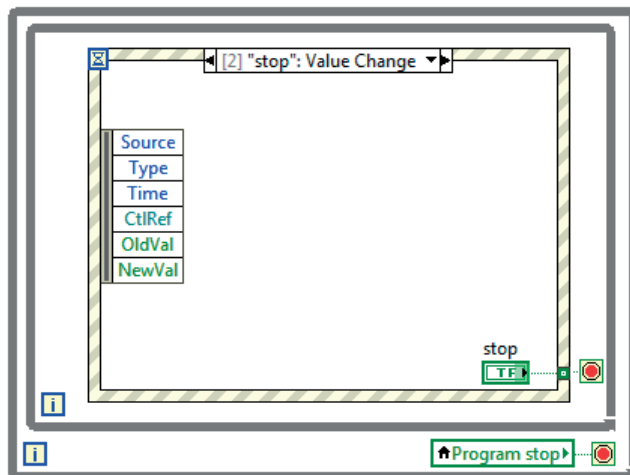 [2] "stop": Value Change
Source
Type
Time
CtlRef
OldVal
NewVal
stop
TF
i
i
Program stop